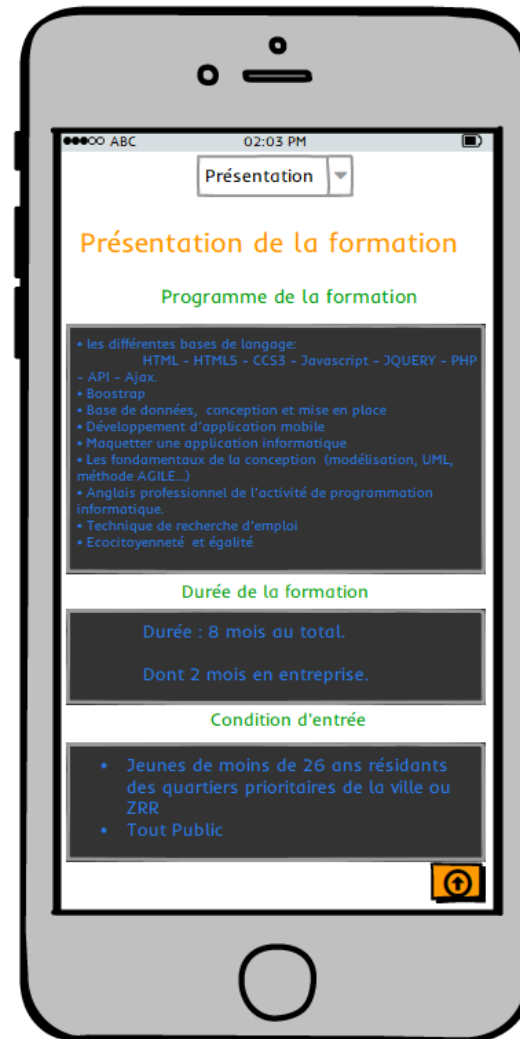 ABC 02:03 PM
Présentation
Présentation de la formation
Programme de la formation
• les différentes bases de langage:
HTML - HTML5 - CCS3 - Javascript - JQUERY - PHP
- API - Ajax.
• Boostrap
• Base de données, conception et mise en place
• Développement d'application mobile
• Maquetter une application informatique
• Les fondamentaux de la conception (modélisation, UML,
méthode AGILE...)
• Anglais professionnel de l'activité de programmation
informatique.
• Technique de recherche d'emploi
• Ecocitoyenneté et égalité
Durée de la formation
Durée : 8 mois au total.
Dont 2 mois en entreprise.
Condition d'entrée
• Jeunes de moins de 26 ans résidants
des quartiers prioritaires de la ville ou
ZRR
• Tout Public